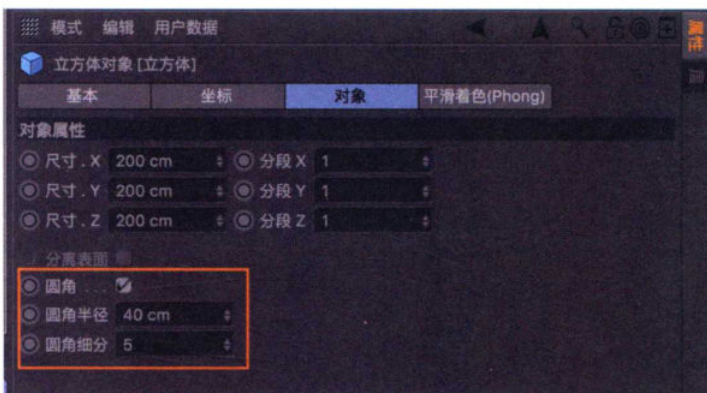 模式 编辑 用户数据
立方体对象 [立方体]
基本 坐标 对象 平滑着色(Phong)
对象属性
尺寸 . X 200 cm 分段 X 1
尺寸 . Y 200 cm 分段 Y 1
尺寸 . Z 200 cm 分段 Z 1
分离表面
圆角 . . .
圆角半径 40 cm
圆角细分 5
属性
层